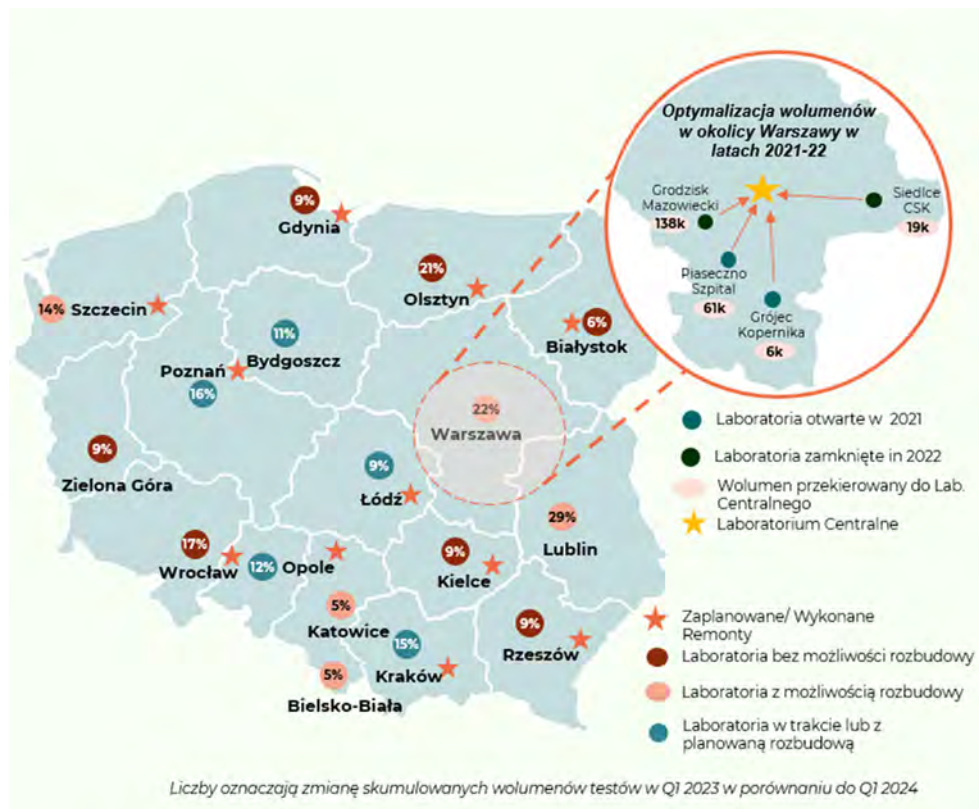 Optymalizacja wolumenów
w okolicy Warszawy w
latach 2021-22
Grodzisk
Mazowiecki
138k
Siedlce
CSK
19k
Piaseczno
Szpital
61k
Grójec
Kopernika
6k
9%
Gdynia
21%
Olsztyn
14%
Szczecin
6%
Białystok
11%
Bydgoszcz
Poznań
16%
22%
Warszawa
9%
Zielona Góra
9%
Łódź
29%
Lublin
17%
Wrocław
12%
Opole
9%
Kielce
5%
Katowice
15%
Kraków
9%
Rzeszów
5%
Bielsko-Biała
Laboratoria otwarte w 2021
Laboratoria zamknięte in 2022
Wolumen przekierowany do Lab.
Centralnego
Laboratorium Centralne
Zaplanowane/ Wykonane
Remonty
Laboratoria bez możliwości rozbudowy
Laboratoria z możliwością rozbudowy
Laboratoria w trakcie lub z
planowaną rozbudową
Liczby oznaczają zmianę skumulowanych wolumenów testów w Q1 2023 w porównaniu do Q1 2024